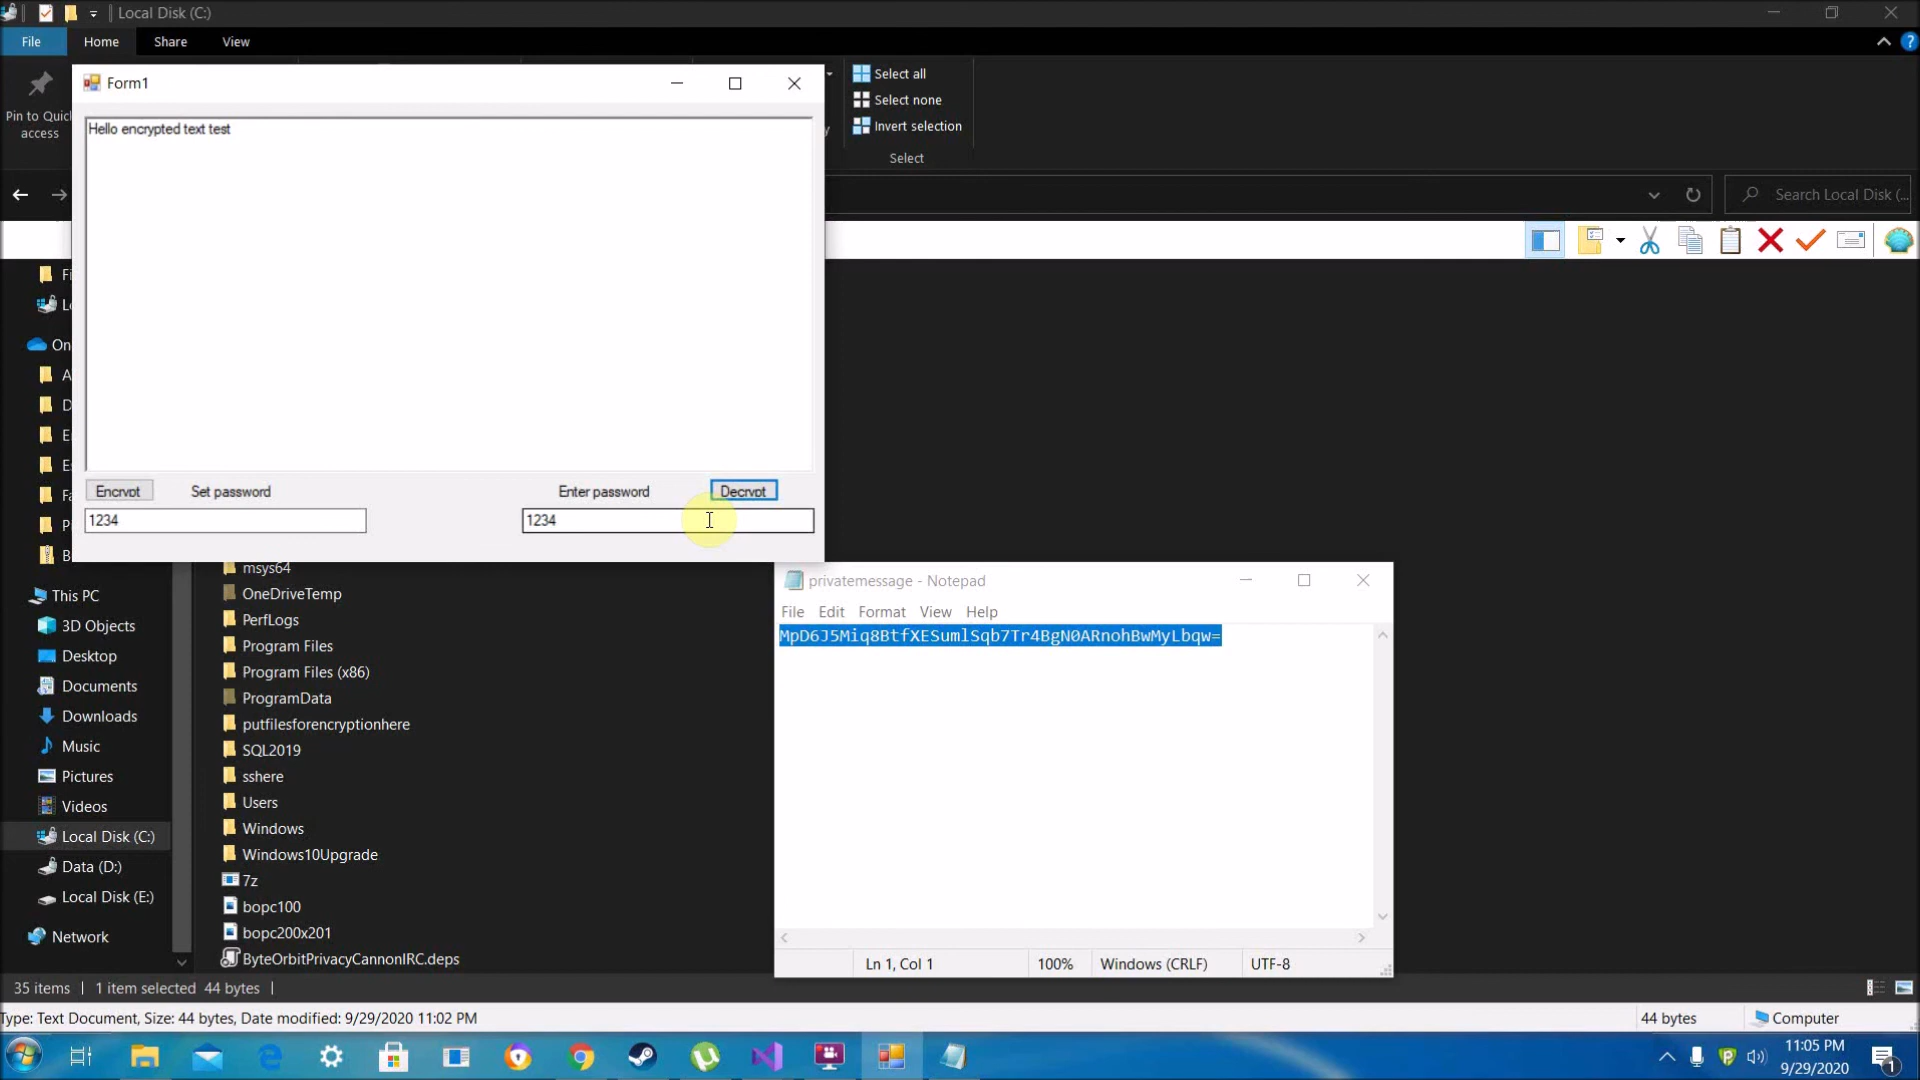 Local Disk (C:)
File
Home
Share
View
Pin to Quic
access
Select all
Select none
Invert selection
Select
Form1
Hello encrypted text test
Encrypt
Set password
Enter password
Decrypt
1234
1234
Search Local Disk (...
This PC
3D Objects
Desktop
Documents
Downloads
Music
Pictures
Videos
Local Disk (C:)
Data (D:)
Local Disk (E:)
Network
msys64
OneDriveTemp
PerfLogs
Program Files
Program Files (x86)
ProgramData
putfilesforencryptionhere
SQL2019
sshere
Users
Windows
Windows10Upgrade
7z
bopc100
bopc200x201
ByteOrbitPrivacyCannonIRC.deps
privatemessage - Notepad
File Edit Format View Help
MpD6J5Miq8BtfXESumlSqb7Tr4BgN0ARnohBwMyLbqw=
Ln 1, Col 1
100%
Windows (CRLF)
UTF-8
35 items
1 item selected 44 bytes
Type: Text Document, Size: 44 bytes, Date modified: 9/29/2020 11:02 PM
44 bytes
Computer
11:05 PM
9/29/2020
1